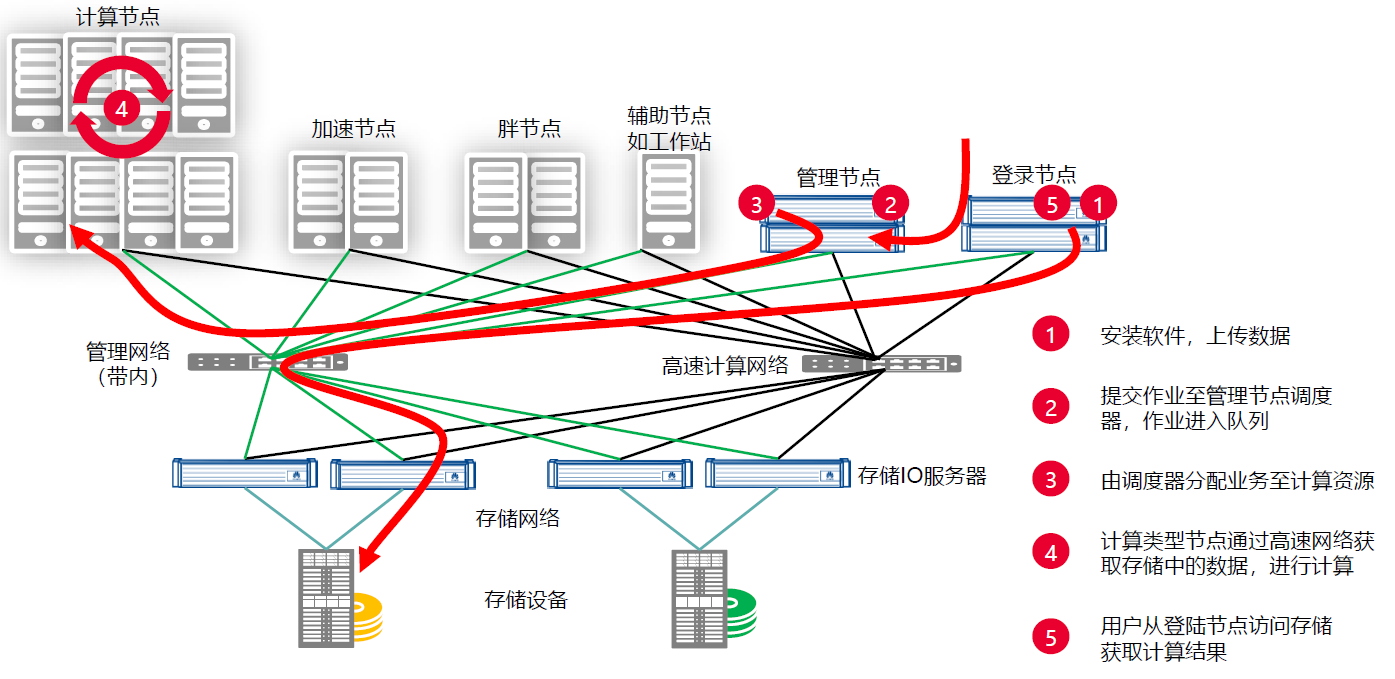 计算节点
4
加速节点
胖节点
辅助节点
如工作站
管理节点
3
2
登录节点
5
1
管理网络
（带内）
高速计算网络
存储IO服务器
存储网络
存储设备
1
安装软件，上传数据
2
提交作业至管理节点调度
器，作业进入队列
3
由调度器分配业务至计算资源
4
计算类型节点通过高速网络获
取存储中的数据，进行计算
5
用户从登陆节点访问存储
获取计算结果